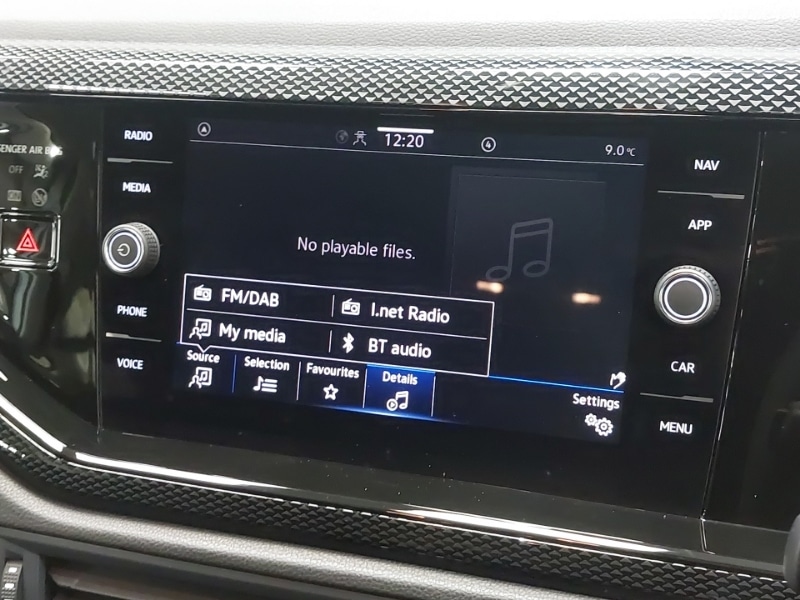 RADIO
MEDIA
PHONE
VOICE
OFF
12:20
4
9.0°C
No playable files.
FM/DAB
I.net Radio
My media
BT audio
Source
Selection
Favourites
Details
Settings
NAV
APP
CAR
MENU